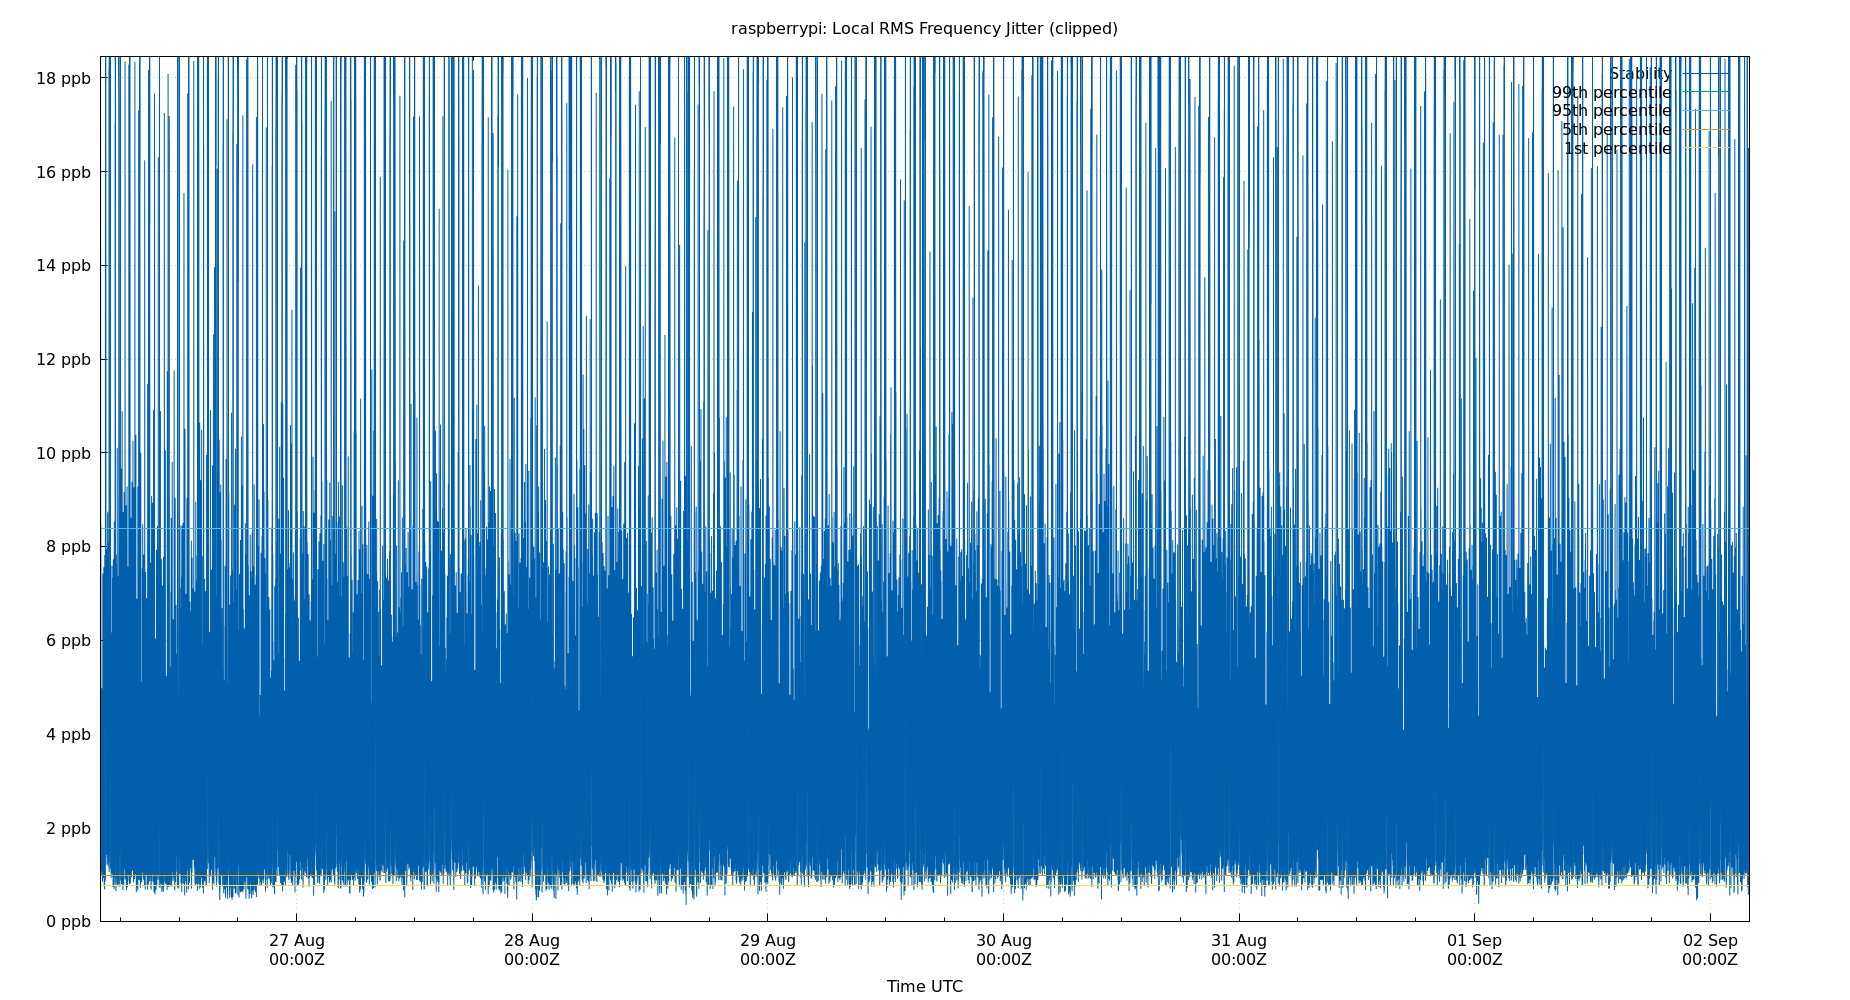 raspberrypi: Local RMS Frequency Jitter (clipped)
18 ppb
16 ppb
14 ppb
12 ppb
10 ppb
8 ppb
6 ppb
4 ppb
2 ppb
0 ppb
Stability
99th percentile
95th percentile
5th percentile
1st percentile
27 Aug
00:00Z
28 Aug
00:00Z
29 Aug
00:00Z
30 Aug
00:00Z
31 Aug
00:00Z
01 Sep
00:00Z
02 Sep
00:00Z
Time UTC